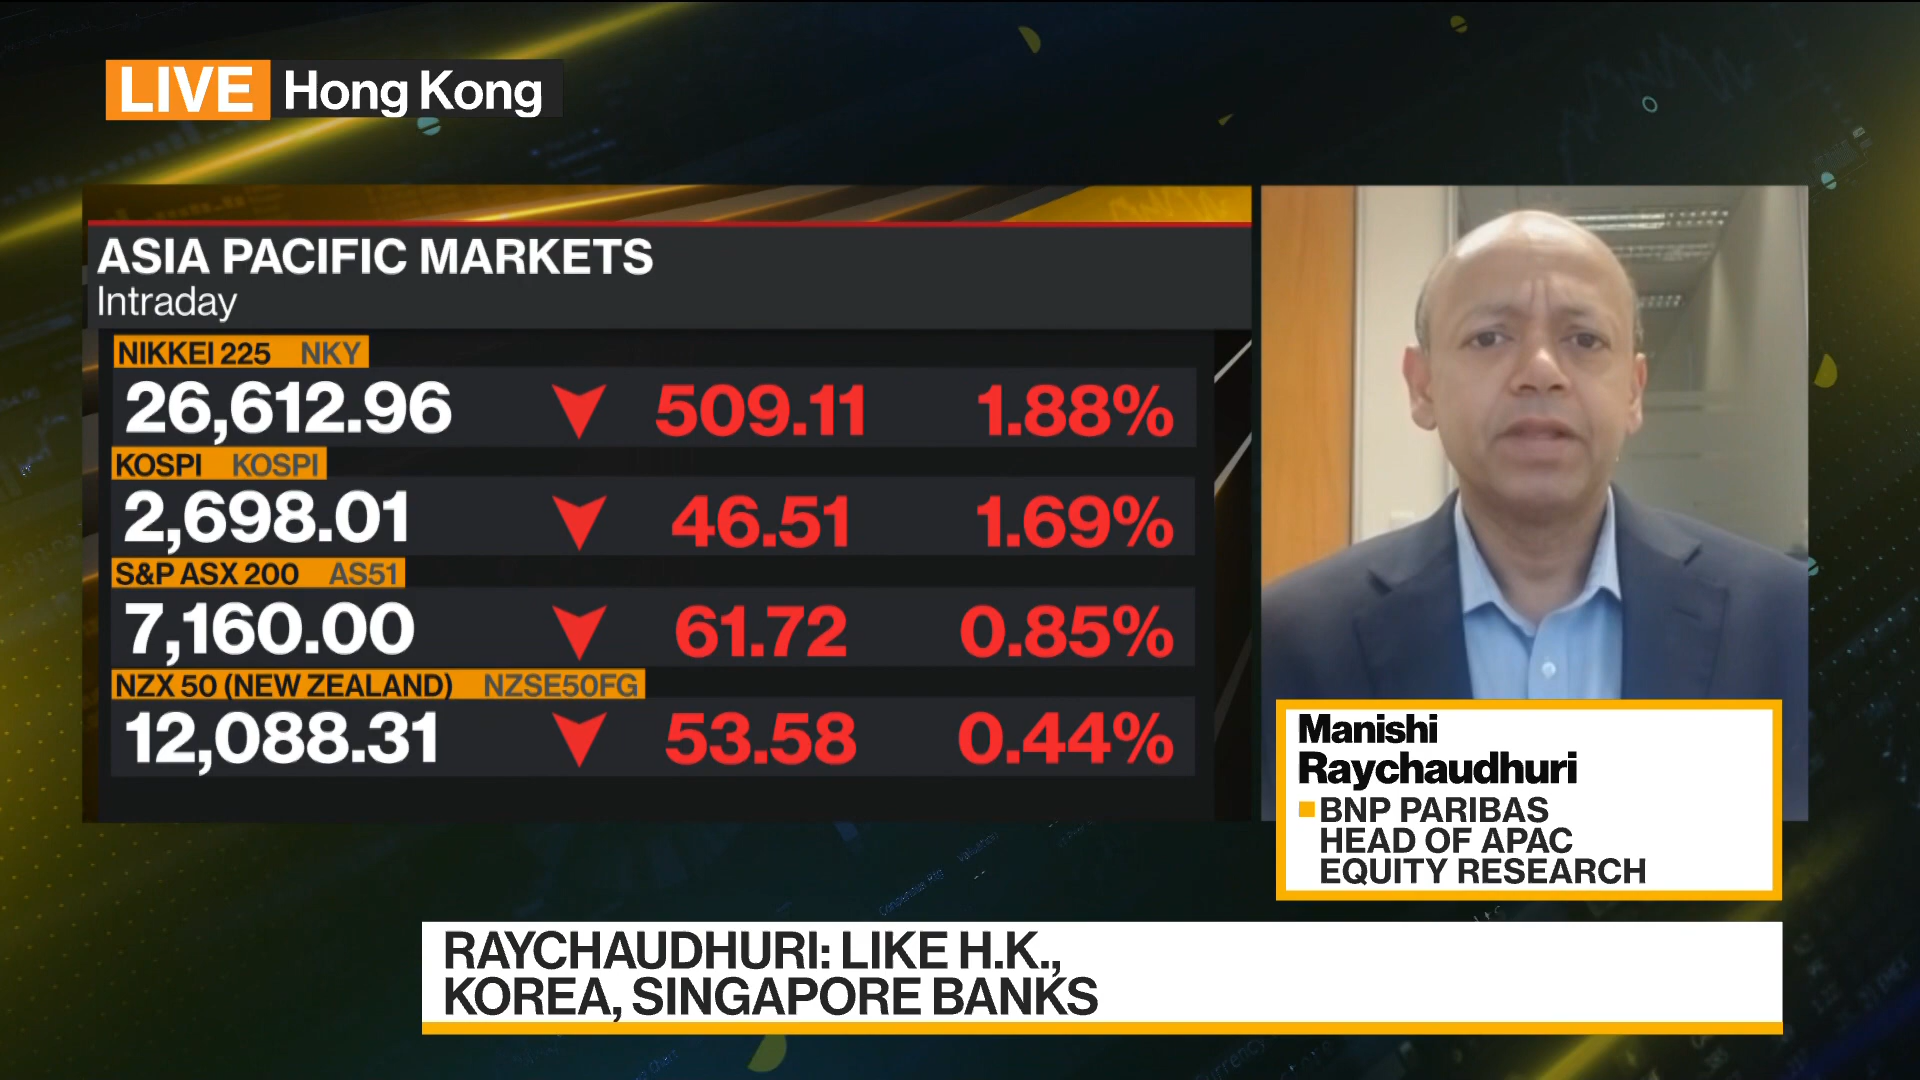 LIVE Hong Kong
ASIA PACIFIC MARKETS
Intraday
NIKKEI 225 NKY
26,612.96 509.11 1.88%
KOSPI KOSPI
2,698.01 46.51 1.69%
S&P ASX 200 AS51
7,160.00 61.72 0.85%
NZX 50 (NEW ZEALAND) NZSE50FG
12,088.31 53.58 0.44%
Manishi
Raychaudhuri
BNP PARIBAS
HEAD OF APAC
EQUITY RESEARCH
RAYCHAUDHURI: LIKE H.K.,
KOREA, SINGAPORE BANKS